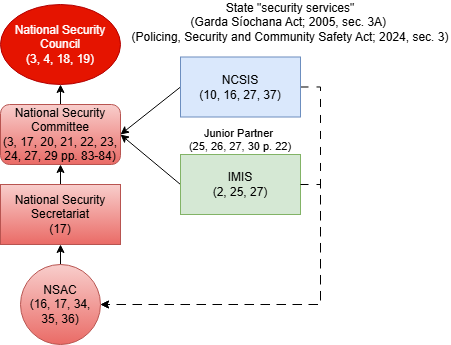 State "security services"
(Garda Síochana Act; 2005, sec. 3A)
(Policing, Security and Community Safety Act; 2024, sec. 3)
National Security
Council
(3, 4, 18, 19)
NCSIS
(10, 16, 27, 37)
National Security
Committee
(3, 17, 20, 21, 22, 23,
24, 27, 29 pp. 83-84)
Junior Partner
(25, 26, 27, 30 p. 22)
IMIS
(2, 25, 27)
National Security
Secretariat
(17)
NSAC
(16, 17, 34,
35, 36)